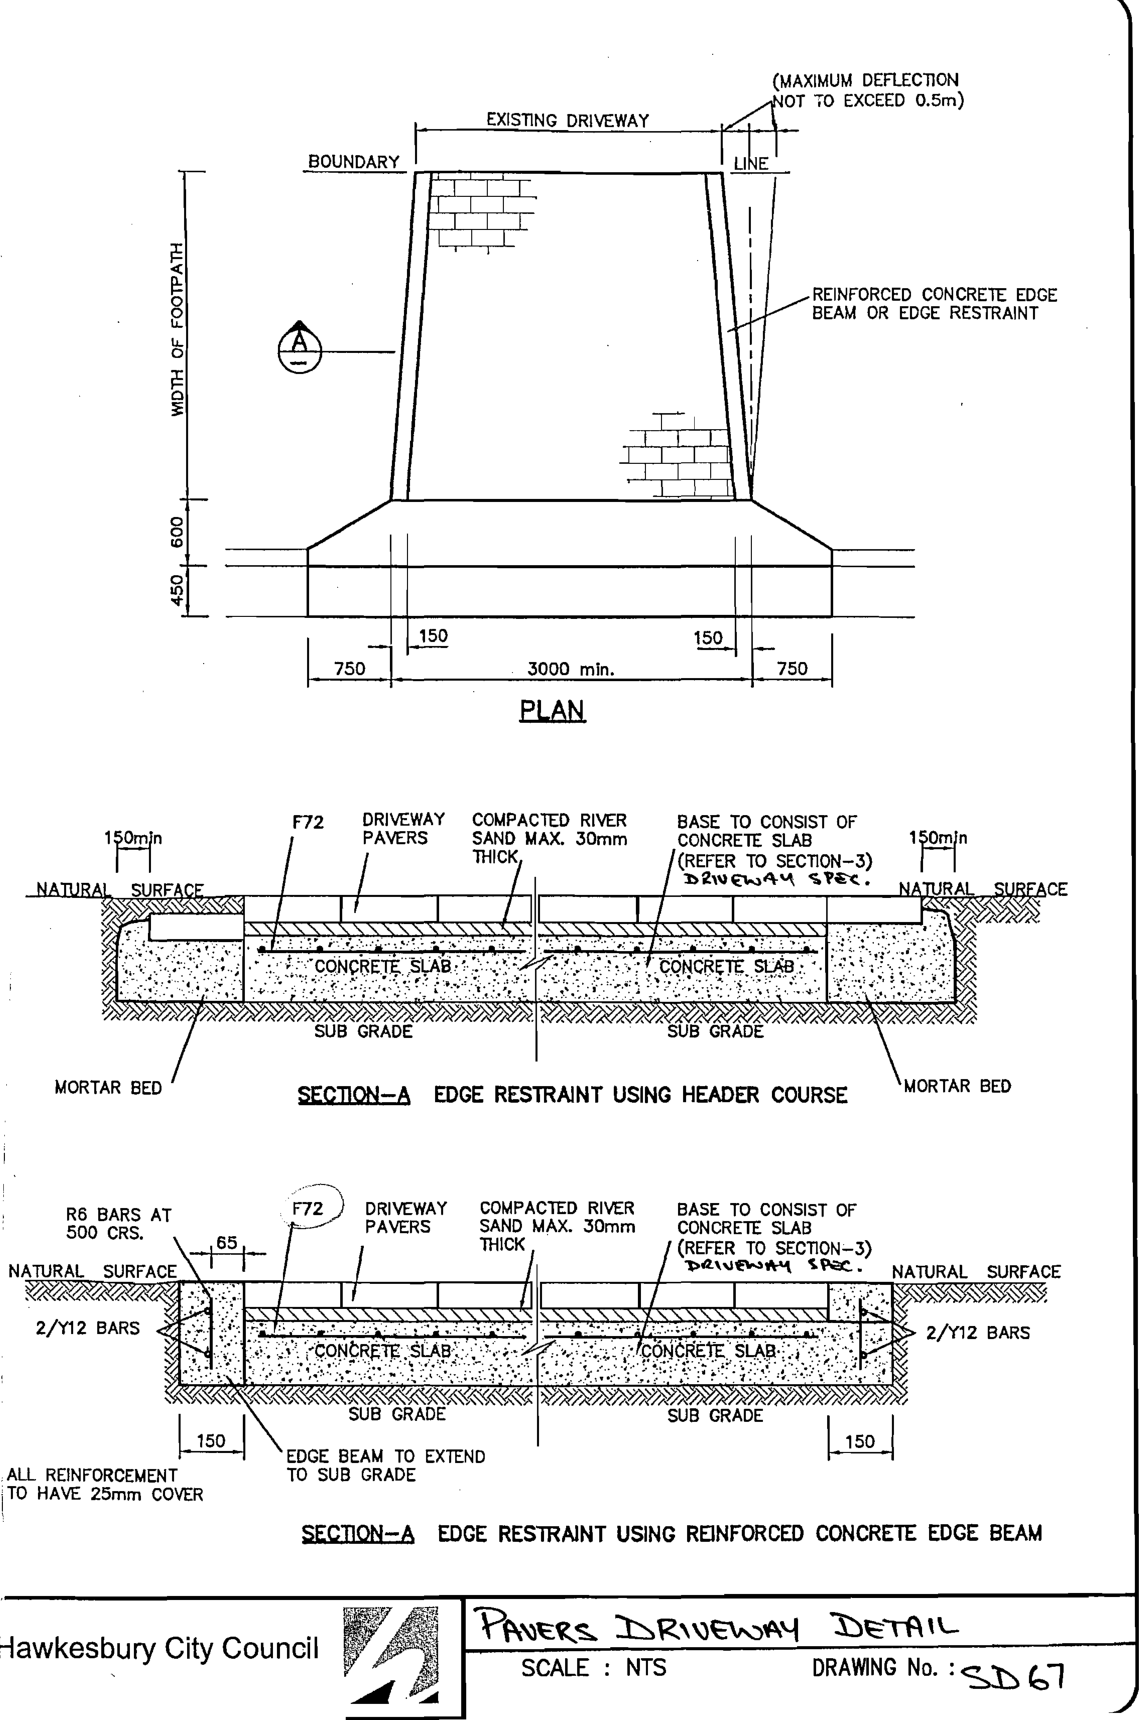 (MAXIMUM DEFLECTION
NOT TO EXCEED 0.5m)
EXISTING DRIVEWAY
BOUNDARY
LINE
WIDTH OF FOOTPATH
REINFORCED CONCRETE EDGE
BEAM OR EDGE RESTRAINT
A
600
450
150
150
750
3000 min.
750
PLAN
150min
F72
DRIVEWAY
PAVERS
COMPACTED RIVER
SAND MAX. 30mm
THICK
BASE TO CONSIST OF
CONCRETE SLAB
(REFER TO SECTION-3)
DRIVEWAY SPEC.
150min
NATURAL SURFACE
NATURAL SURFACE
CONCRETE SLAB
CONCRETE SLAB
SUB GRADE
SUB GRADE
MORTAR BED
MORTAR BED
SECTION-A EDGE RESTRAINT USING HEADER COURSE
R6 BARS AT
500 CRS.
65
F72
DRIVEWAY
PAVERS
COMPACTED RIVER
SAND MAX. 30mm
THICK
BASE TO CONSIST OF
CONCRETE SLAB
(REFER TO SECTION-3)
DRIVEWAY SPEC.
NATURAL SURFACE
NATURAL SURFACE
2/Y12 BARS
2/Y12 BARS
CONCRETE SLAB
CONCRETE SLAB
SUB GRADE
SUB GRADE
150
150
EDGE BEAM TO EXTEND
TO SUB GRADE
ALL REINFORCEMENT
TO HAVE 25mm COVER
SECTION-A EDGE RESTRAINT USING REINFORCED CONCRETE EDGE BEAM
Hawkesbury City Council
PAVERS DRIVEWAY DETAIL
SCALE : NTS
DRAWING No. : SD67